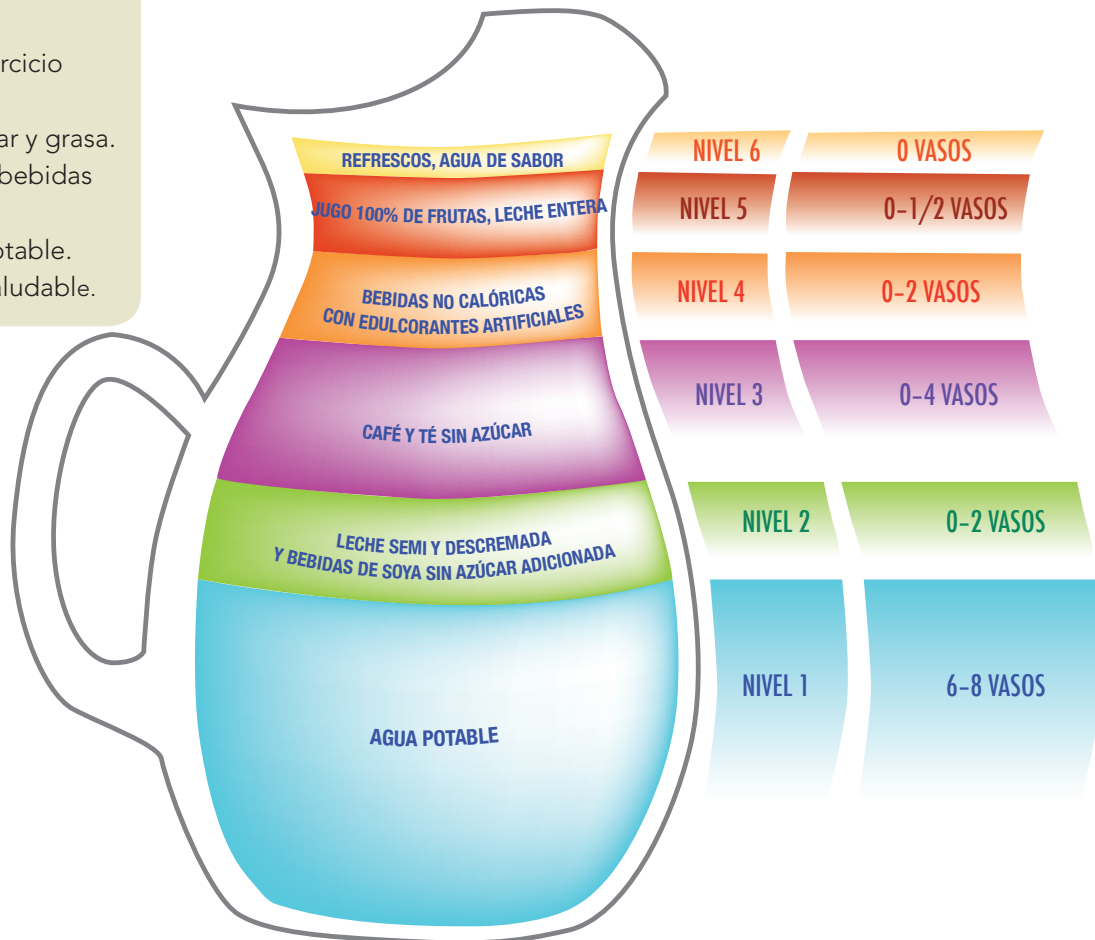 rcicio
ar y grasa.
bebidas
otable.
aludable.
REFRESCOS, AGUA DE SABOR
NIVEL 6
0 VASOS
JUGO 100% DE FRUTAS, LECHE ENTERA
NIVEL 5
0-1/2 VASOS
BEBIDAS NO CALÓRICAS
CON EDULCORANTES ARTIFICIALES
NIVEL 4
0-2 VASOS
CAFÉ Y TÉ SIN AZÚCAR
NIVEL 3
0-4 VASOS
LECHE SEMI Y DESCREMADA
Y BEBIDAS DE SOYA SIN AZÚCAR ADICIONADA
NIVEL 2
0-2 VASOS
AGUA POTABLE
NIVEL 1
6-8 VASOS